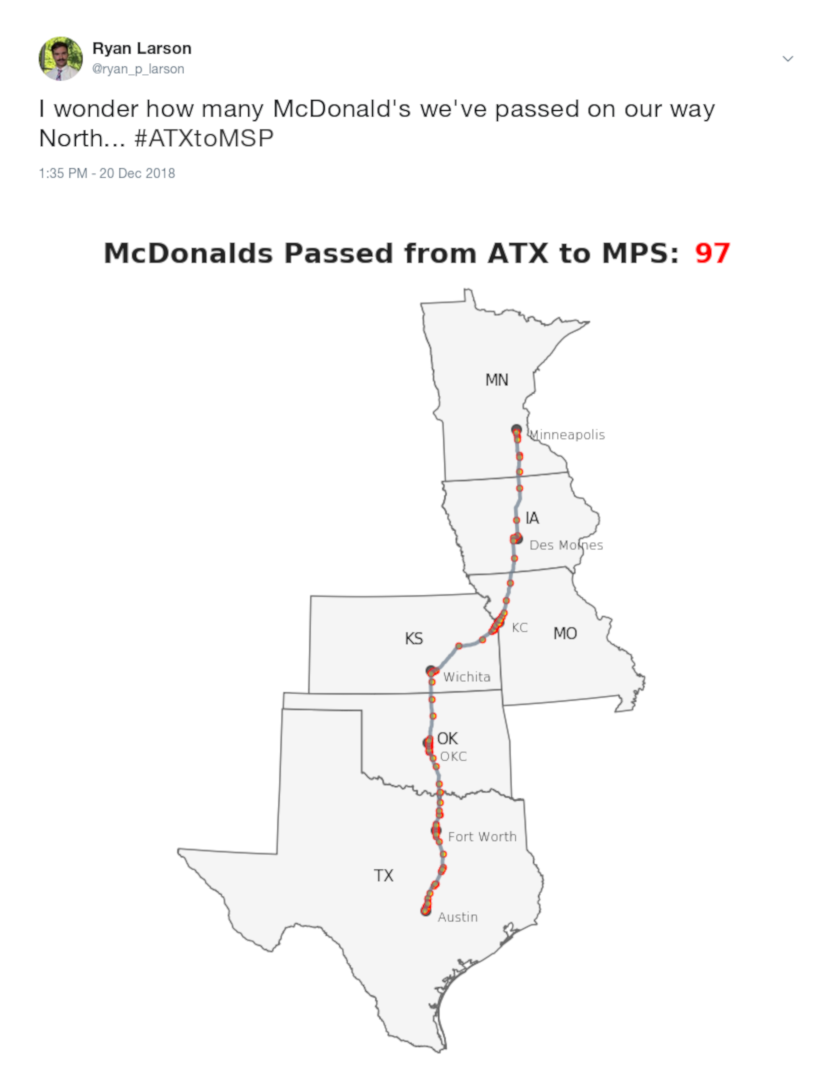 Ryan Larson
@ryan_p_larson
I wonder how many McDonald's we've passed on our way
North... #ATXtoMSP
1:35 PM - 20 Dec 2018
McDonalds Passed from ATX to MPS: 97
MN
Minneapolis
IA
Des Moines
KS
KC
MO
Wichita
OK
OKC
Fort Worth
TX
Austin